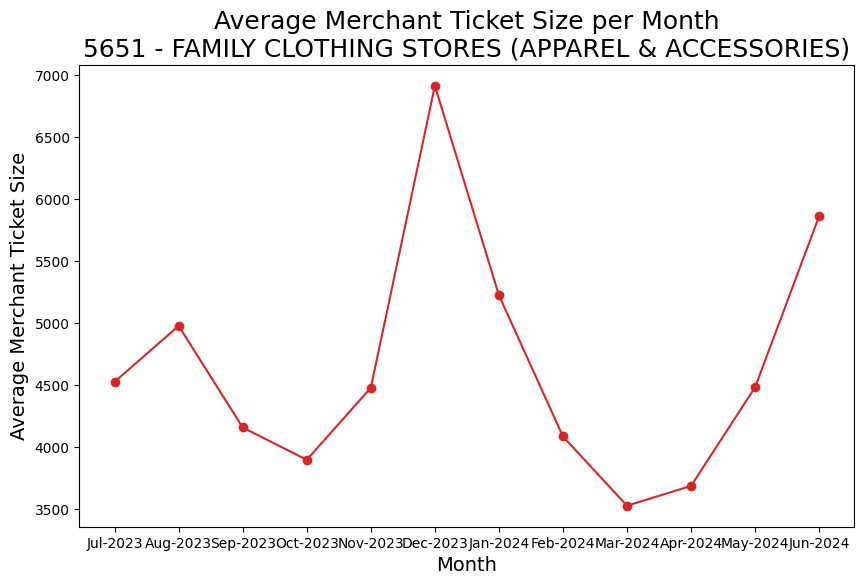 Average Merchant Ticket Size per Month
5651 - FAMILY CLOTHING STORES (APPAREL & ACCESSORIES)
Average Merchant Ticket Size
7000
6500
6000
5500
5000
4500
4000
3500
Jul-2023 Aug-2023 Sep-2023 Oct-2023 Nov-2023 Dec-2023 Jan-2024 Feb-2024 Mar-2024 Apr-2024 May-2024 Jun-2024
Month